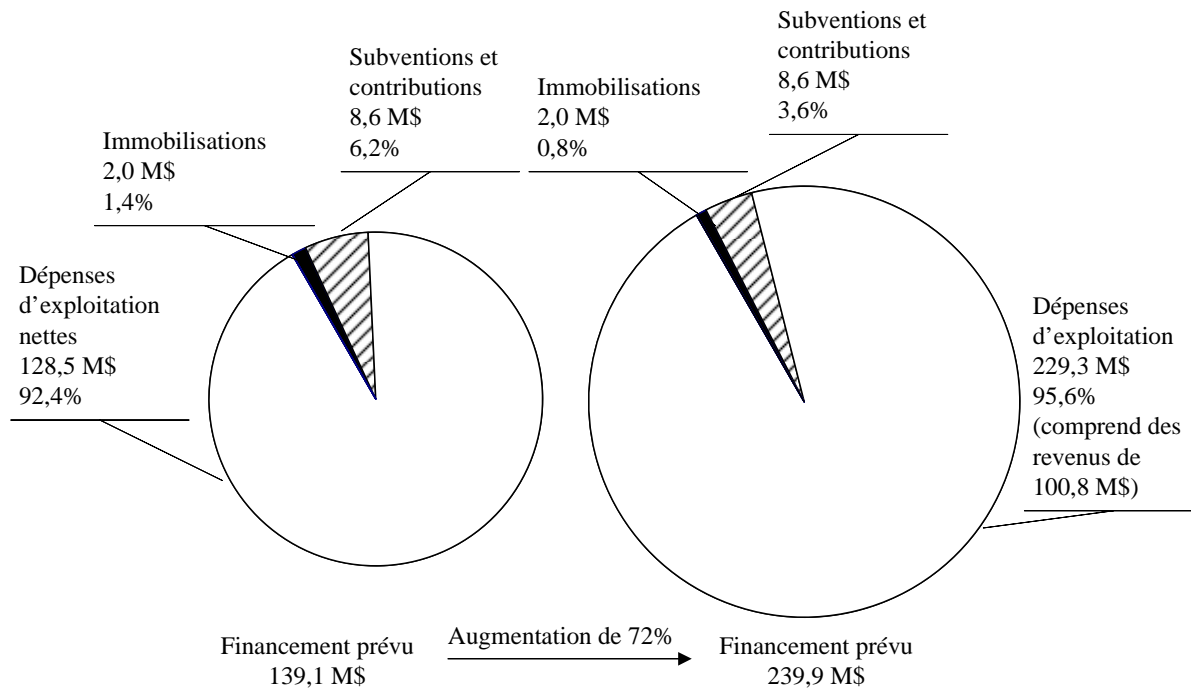 Subventions et
contributions
8,6 M$
6,2%
Immobilisations
2,0 M$
1,4%
Dépenses
d’exploitation
nettes
128,5 M$
92,4%
Financement prévu
139,1 M$
Augmentation de 72%
Subventions et
contributions
8,6 M$
3,6%
Immobilisations
2,0 M$
0,8%
Dépenses
d’exploitation
229,3 M$
95,6%
(comprend des
revenus de
100,8 M$)
Financement prévu
239,9 M$